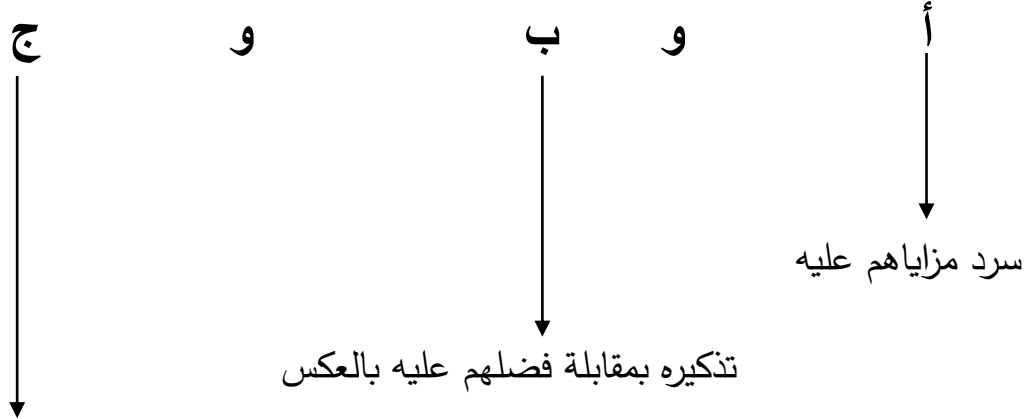 أ و ب و ج
سرد مزاياهم عليه
تذكيره بمقابلة فضلهم عليه بالعكس